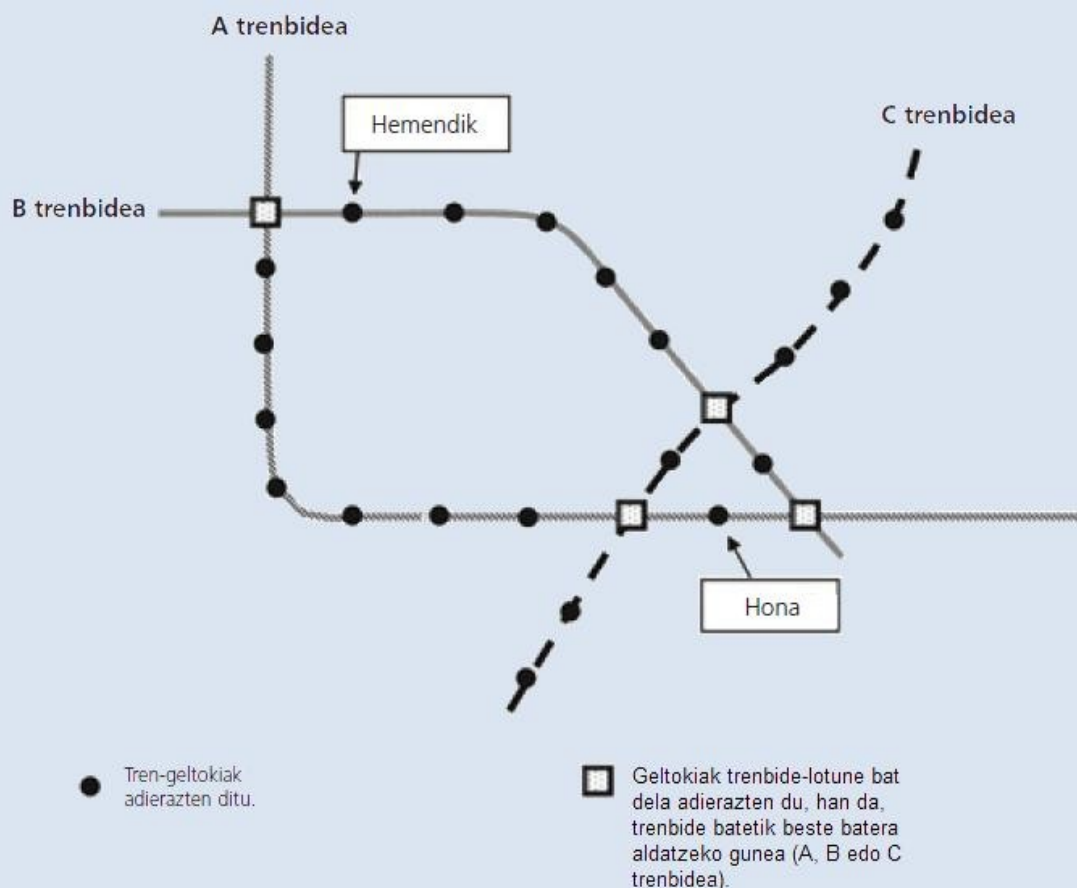 A trenbidea
Hemendik
C trenbidea
B trenbidea
Hona
Tren-geltokiak
adierazten ditu.
Geltokiak trenbide-lotune bat
dela adierazten du, han da,
trenbide batetik beste batera
aldatzeko gunea (A, B edo C
trenbidea).